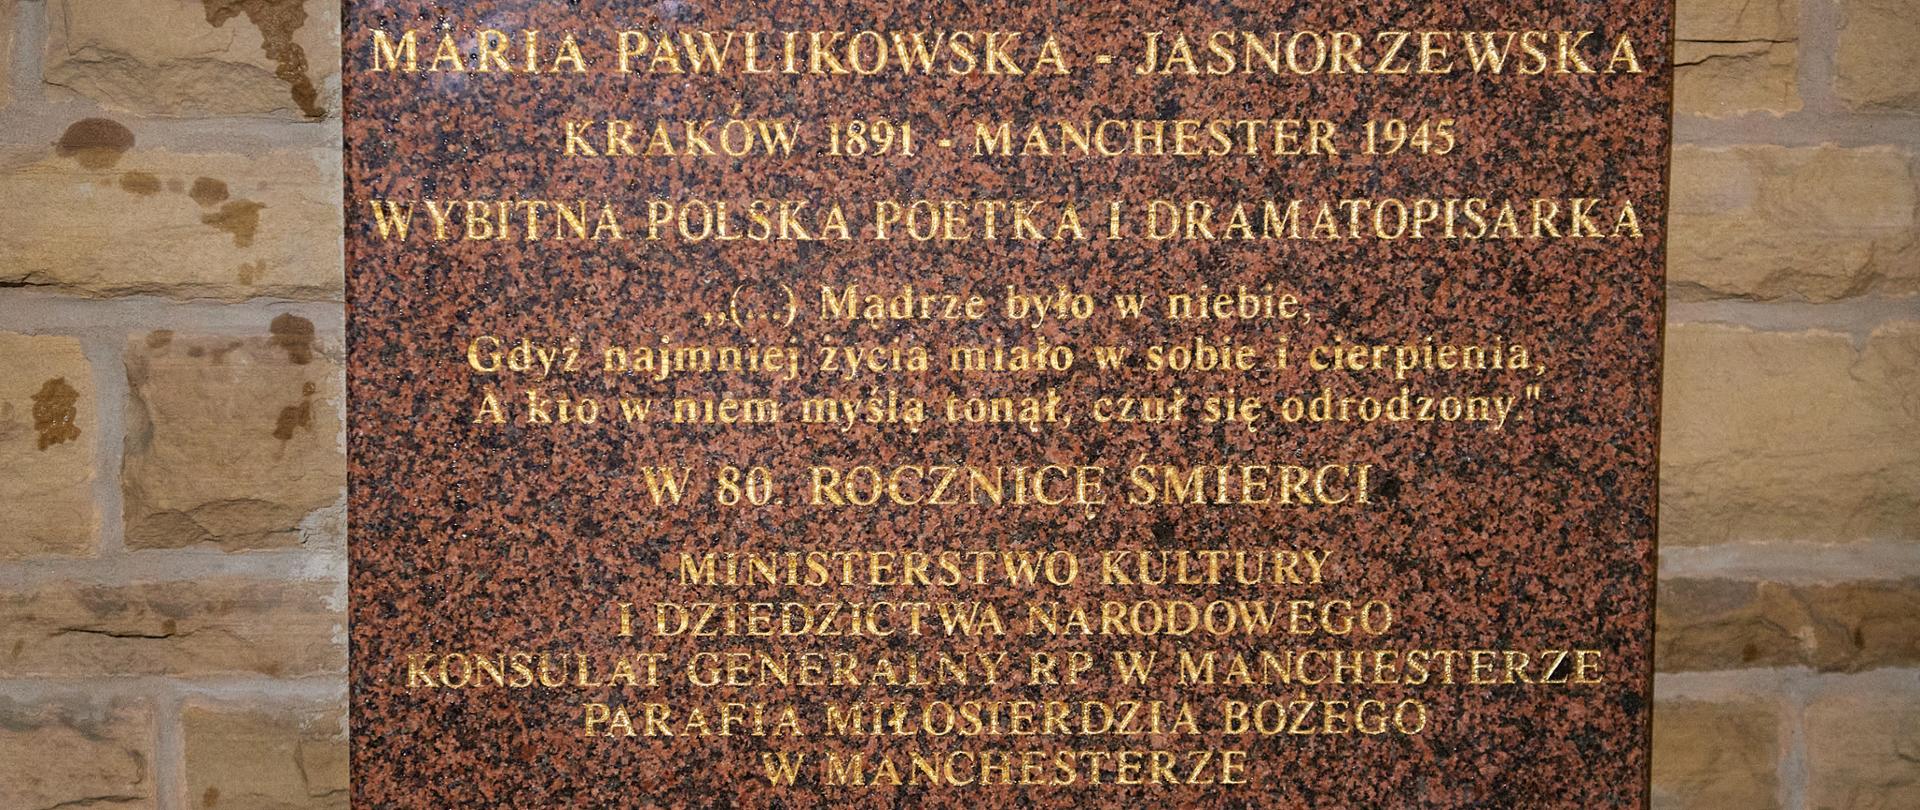 MARIA PAWLIKOWSKA - JASNORZEWSKA
KRAKÓW 1891 - MANCHESTER 1945
WYBITNA POLSKA POETKA I DRAMATOPISARKA
,,(...) Mądrze było w niebie,
Gdyż najmniej życia miało w sobie i cierpienia,
A kto w niem myślą tonął, czuł się odrodzony."
W 80. ROCZNICĘ ŚMIERCI
MINISTERSTWO KULTURY
I DZIEDZICTWA NARODOWEGO
KONSULAT GENERALNY RP W MANCHESTERZE
PARAFIA MIŁOSIERDZIA BOŻEGO
W MANCHESTERZE